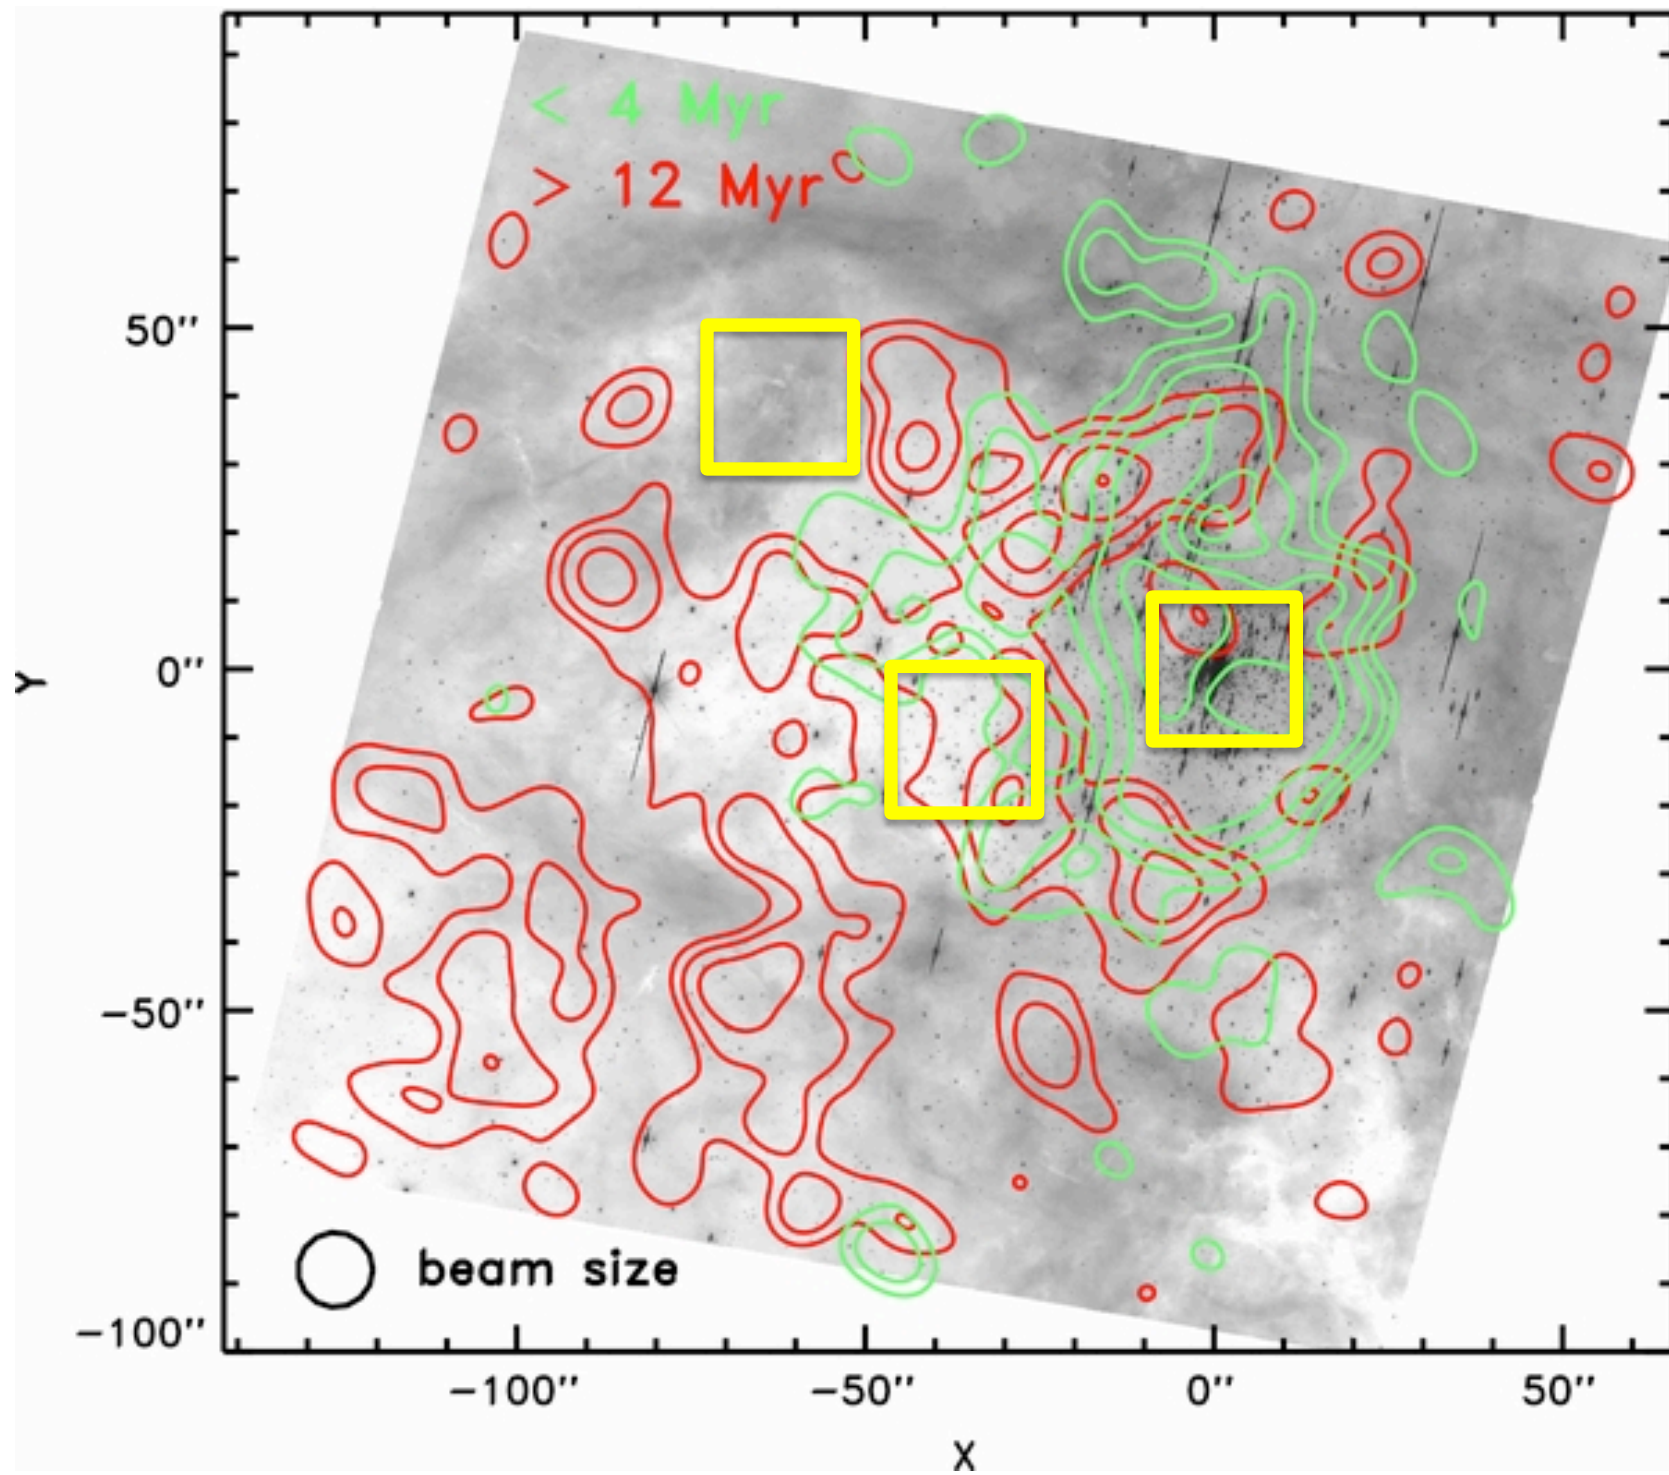 < 4 Myr
> 12 Myr
50″
0″
−50″
−100″
Y
beam size
−100″ −50″ 0″ 50″
X